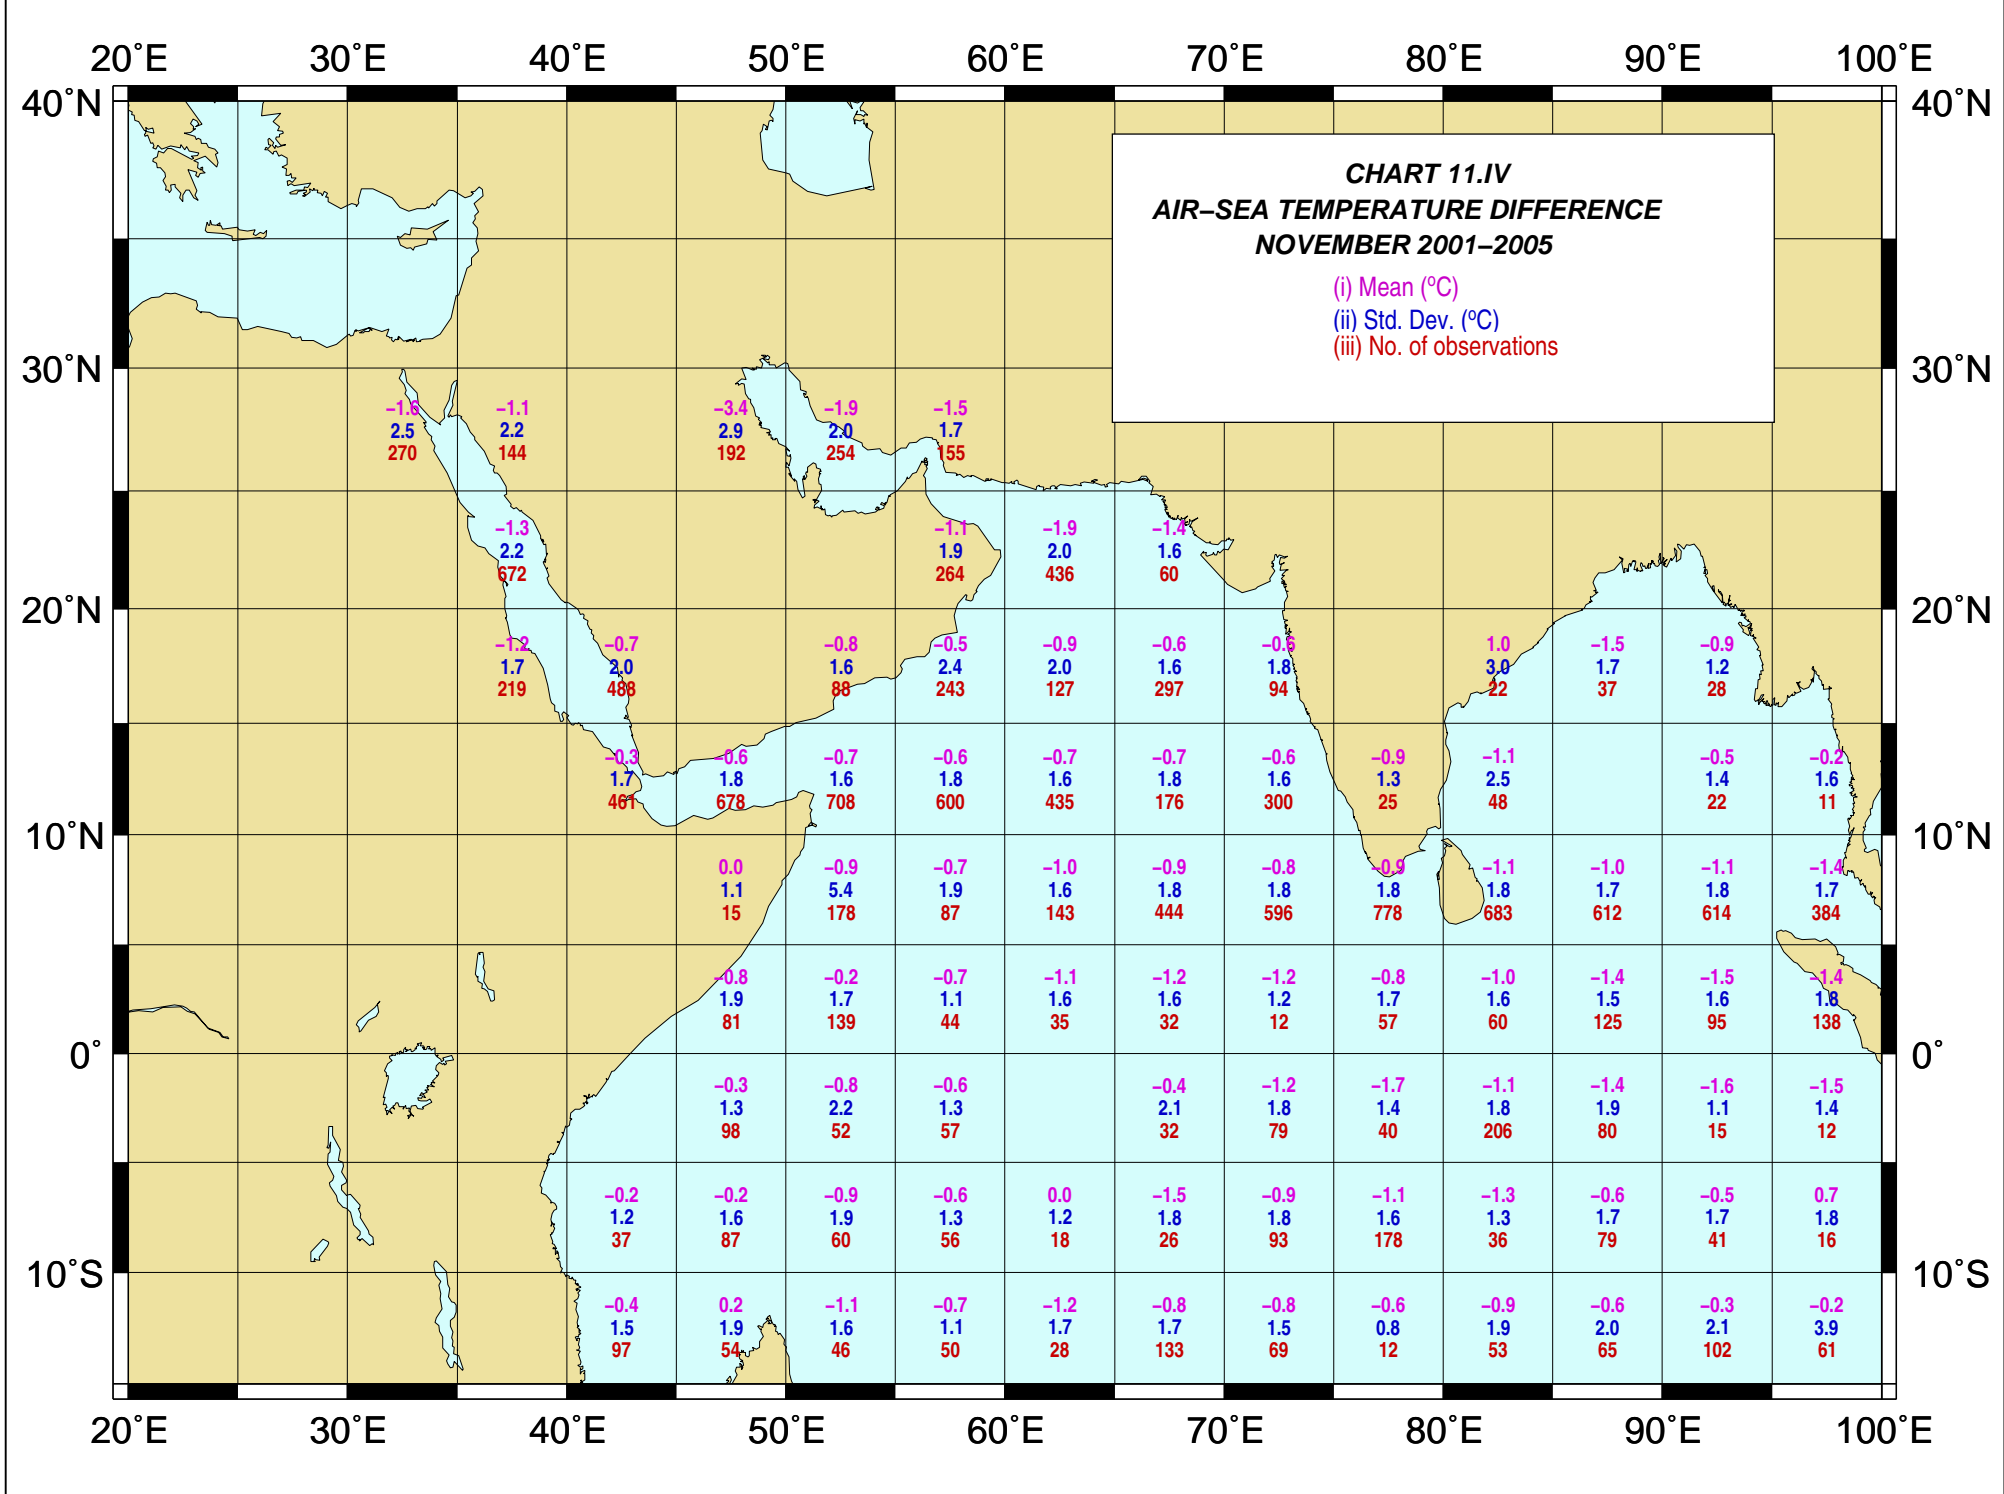 20˚E 30˚E 40˚E 50˚E 60˚E 70˚E 80˚E 90˚E 100˚E
40˚N 40˚N
CHART 11.IV
AIR–SEA TEMPERATURE DIFFERENCE
NOVEMBER 2001–2005
(i) Mean (ºC)
(ii) Std. Dev. (ºC)
(iii) No. of observations
30˚N 30˚N
−1.6 −1.1 −3.4 −1.9 −1.5
2.5 2.2 2.9 2.0 1.7
270 144 192 254 155
−1.3 −1.1 −1.9 −1.4
2.2 1.9 2.0 1.6
672 264 436 60
20˚N 20˚N
−1.2 −0.7 −0.8 −0.5 −0.9 −0.6 −0.6 1.0 −1.5 −0.9
1.7 2.0 1.6 2.4 2.0 1.6 1.8 3.0 1.7 1.2
219 488 88 243 127 297 94 22 37 28
−0.3 −0.6 −0.7 −0.6 −0.7 −0.7 −0.6 −0.9 −1.1 −0.5 −0.2
1.7 1.8 1.6 1.8 1.6 1.8 1.6 1.3 2.5 1.4 1.6
461 678 708 600 435 176 300 25 48 22 11
10˚N 10˚N
0.0 −0.9 −0.7 −1.0 −0.9 −0.8 −0.9 −1.1 −1.0 −1.1 −1.4
1.1 5.4 1.9 1.6 1.8 1.8 1.8 1.8 1.7 1.8 1.7
15 178 87 143 444 596 778 683 612 614 384
−0.8 −0.2 −0.7 −1.1 −1.2 −1.2 −0.8 −1.0 −1.4 −1.5 −1.4
1.9 1.7 1.1 1.6 1.6 1.2 1.7 1.6 1.5 1.6 1.8
81 139 44 35 32 12 57 60 125 95 138
0˚ 0˚
−0.3 −0.8 −0.6 −0.4 −1.2 −1.7 −1.1 −1.4 −1.6 −1.5
1.3 2.2 1.3 2.1 1.8 1.4 1.8 1.9 1.1 1.4
98 52 57 32 79 40 206 80 15 12
−0.2 −0.2 −0.9 −0.6 0.0 −1.5 −0.9 −1.1 −1.3 −0.6 −0.5 0.7
1.2 1.6 1.9 1.3 1.2 1.8 1.8 1.6 1.3 1.7 1.7 1.8
37 87 60 56 18 26 93 178 36 79 41 16
10˚S 10˚S
−0.4 0.2 −1.1 −0.7 −1.2 −0.8 −0.8 −0.6 −0.9 −0.6 −0.3 −0.2
1.5 1.9 1.6 1.1 1.7 1.7 1.5 0.8 1.9 2.0 2.1 3.9
97 54 46 50 28 133 69 12 53 65 102 61
20˚E 30˚E 40˚E 50˚E 60˚E 70˚E 80˚E 90˚E 100˚E